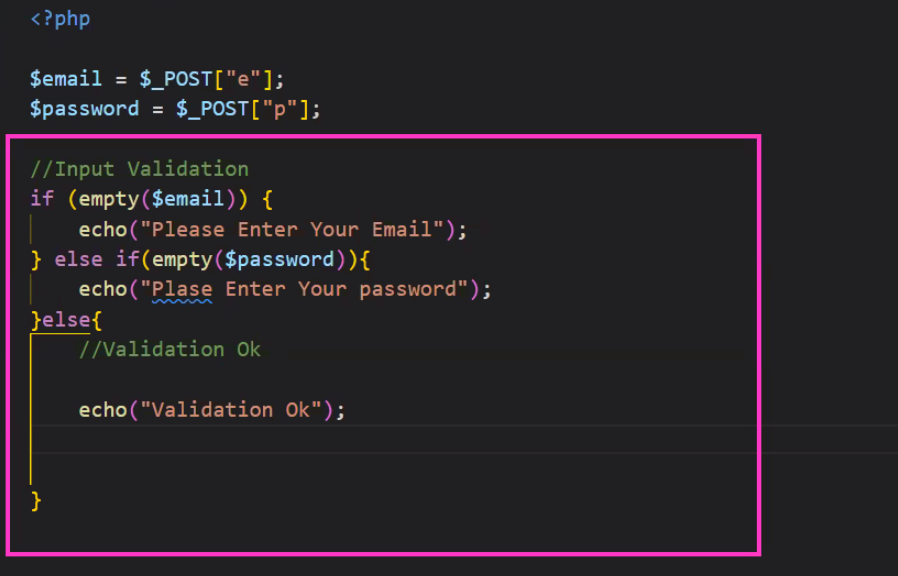 <?php
$email = $_POST["e"];
$password = $_POST["p"];
//Input Validation
if (empty($email)) {
echo("Please Enter Your Email");
} else if(empty($password)){
echo("Plase Enter Your password");
}else{
//Validation Ok
echo("Validation Ok");
}